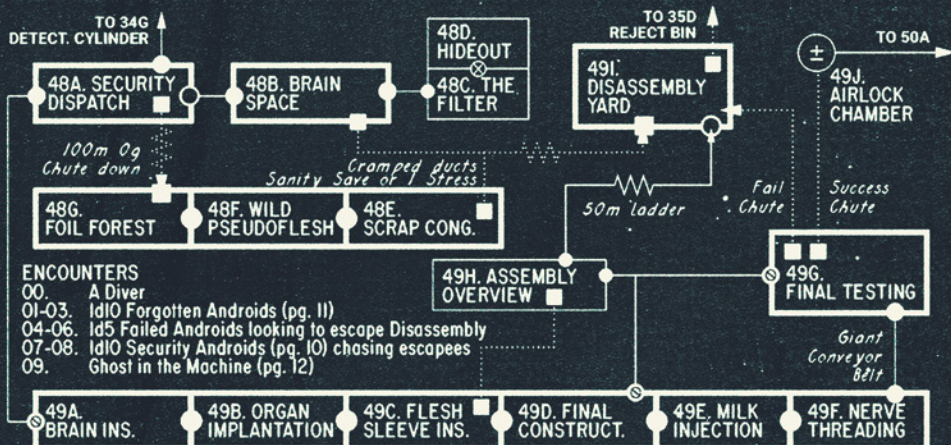 TO 34G
DETECT. CYLINDER
TO 35D
REJECT BIN
TO 50A
48A. SECURITY
DISPATCH
48B. BRAIN
SPACE
48D.
HIDEOUT
48C. THE
FILTER
49I.
DISASSEMBLY
YARD
±
49J.
AIRLOCK
CHAMBER
100m 0g
Chute down
Cramped ducts
Sanity Save or 1 Stress
50m ladder
Fail
Chute
Success
Chute
48G.
FOIL FOREST
48F. WILD
PSEUDOFLESH
48E.
SCRAP CONG.
49H. ASSEMBLY
OVERVIEW
49G.
FINAL TESTING
ENCOUNTERS
00. A Diver
01-03. 1d10 Forgotten Androids (pg. 11)
04-06. 1d5 Failed Androids looking to escape Disassembly
07-08. 1d10 Security Androids (pg. 10) chasing escapees
09. Ghost in the Machine (pg. 12)
Giant
Conveyor
Belt
49A.
BRAIN INS.
49B. ORGAN
IMPLANTATION
49C. FLESH
SLEEVE INS.
49D. FINAL
CONSTRUCT.
49E. MILK
INJECTION
49F. NERVE
THREADING